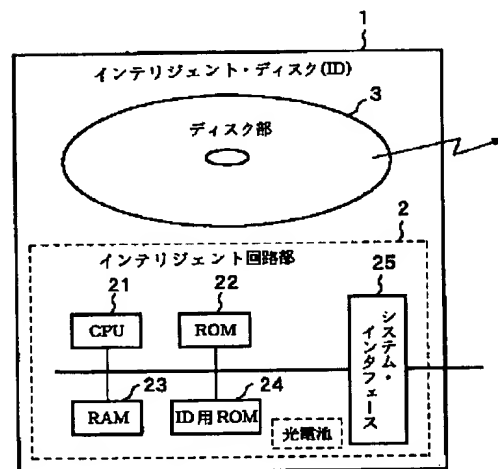 1
インテリジェント・ディスク(ID)
3
ディスク部
2
インテリジェント回路部
21
22
25
CPU
ROM
システム・
インタフェース
23
24
RAM
ID用ROM
光電池